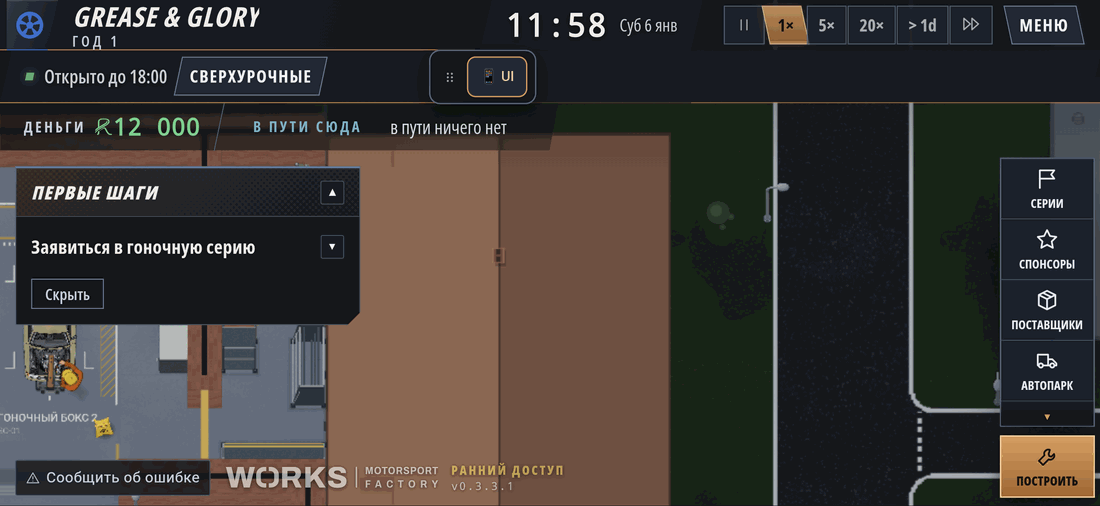 GREASE & GLORY
ГОД 1
11:58 Суб 6 янв
1× 5× 20× > 1d
МЕНЮ
Открыто до 18:00
СВЕРХУРОЧНЫЕ
UI
ДЕНЬГИ 12 000
В ПУТИ СЮДА в пути ничего нет
ПЕРВЫЕ ШАГИ
Заявиться в гоночную серию
Скрыть
СЕРИИ
СПОНСОРЫ
ПОСТАВЩИКИ
АВТОПАРК
ПОСТРОИТЬ
ГОНОЧНЫЙ БОКС 2
Сообщить об ошибке
WORKS
MOTORSPORT
FACTORY
РАННИЙ ДОСТУП
v0.3.3.1